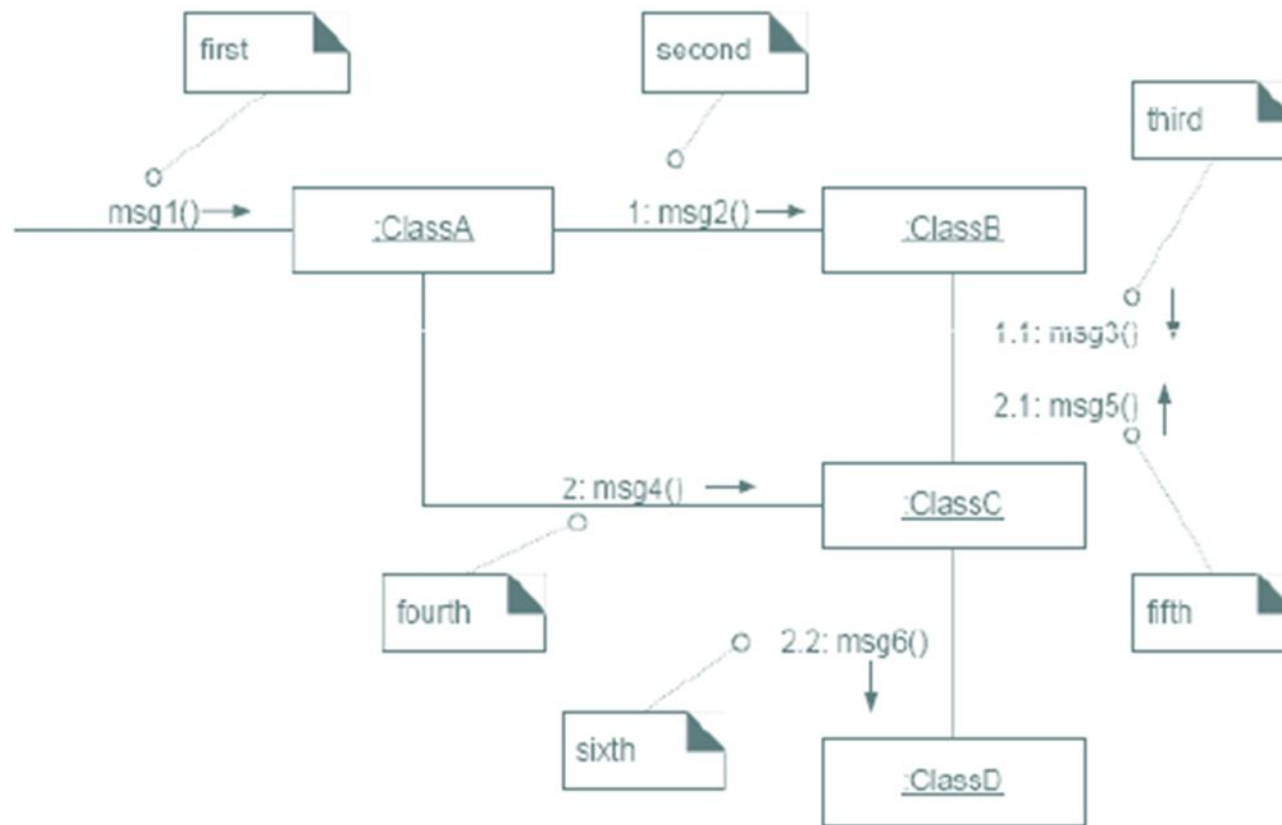 first
second
third
msg1()
:ClassA
1: msg2()
:ClassB
1.1: msg3()
2.1: msg5()
2: msg4()
:ClassC
fourth
fifth
2.2: msg6()
sixth
:ClassD